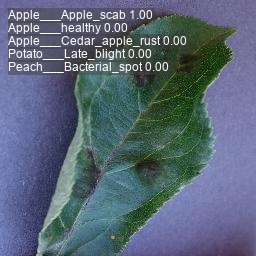 Apple___Apple_scab 1.00
Apple___healthy 0.00
Apple___Cedar_apple_rust 0.00
Potato___Late_blight 0.00
Peach___Bacterial_spot 0.00